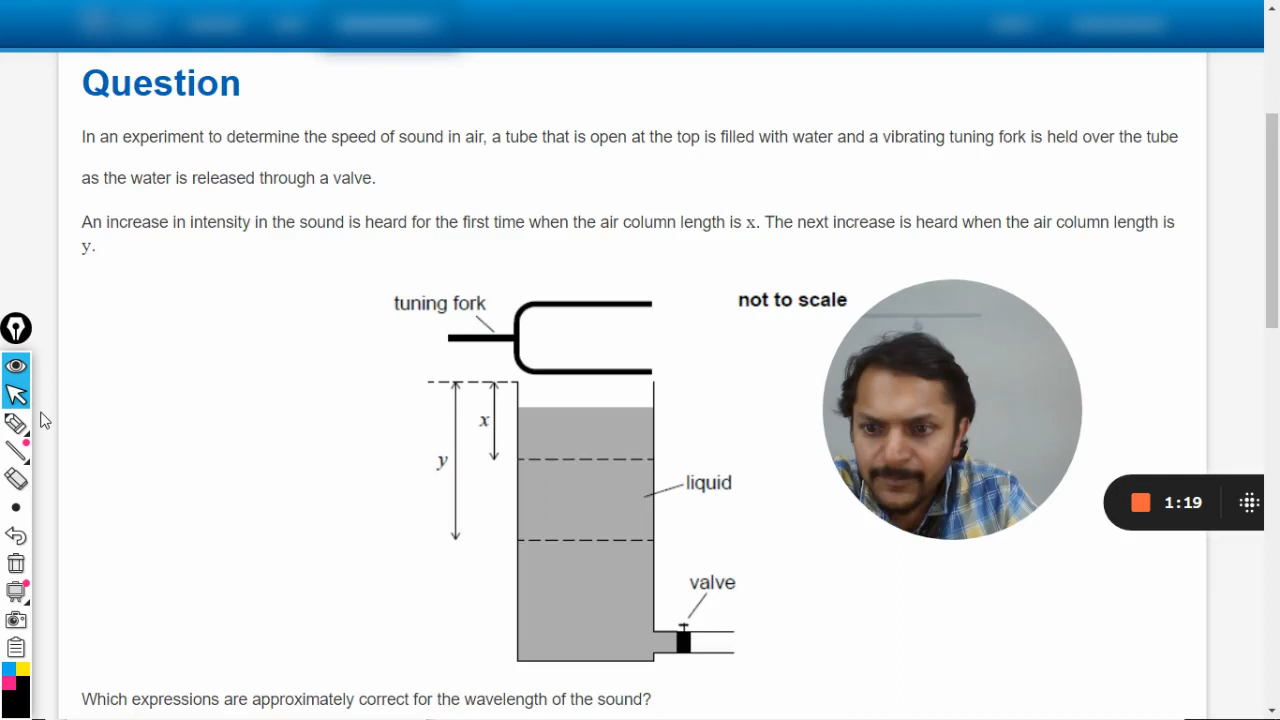 Question
In an experiment to determine the speed of sound in air, a tube that is open at the top is filled with water and a vibrating tuning fork is held over the tube
as the water is released through a valve.
An increase in intensity in the sound is heard for the first time when the air column length is x. The next increase is heard when the air column length is
y.
tuning fork
not to scale
x
y
liquid
1:19
valve
Which expressions are approximately correct for the wavelength of the sound?